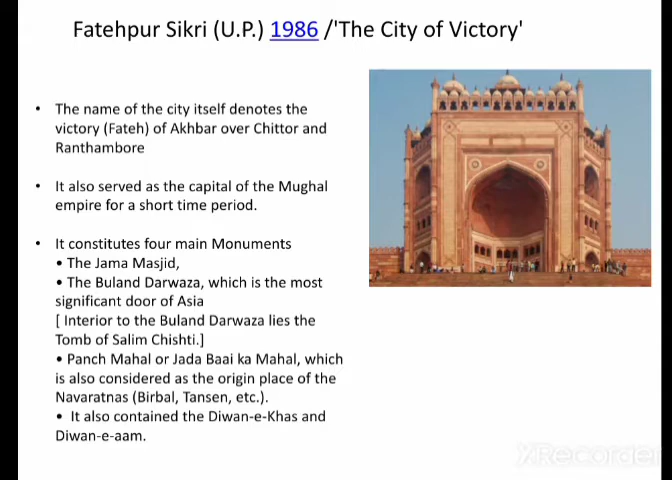 Fatehpur Sikri (U.P.) 1986 /'The City of Victory'
• The name of the city itself denotes the
victory (Fateh) of Akhbar over Chittor and
Ranthambore
• It also served as the capital of the Mughal
empire for a short time period.
• It constitutes four main Monuments
• The Jama Masjid,
• The Buland Darwaza, which is the most
significant door of Asia
[ Interior to the Buland Darwaza lies the
Tomb of Salim Chishti.]
• Panch Mahal or Jada Baai ka Mahal, which
is also considered as the origin place of the
Navaratnas (Birbal, Tansen, etc.).
• It also contained the Diwan-e-Khas and
Diwan-e-aam.
XRecorder